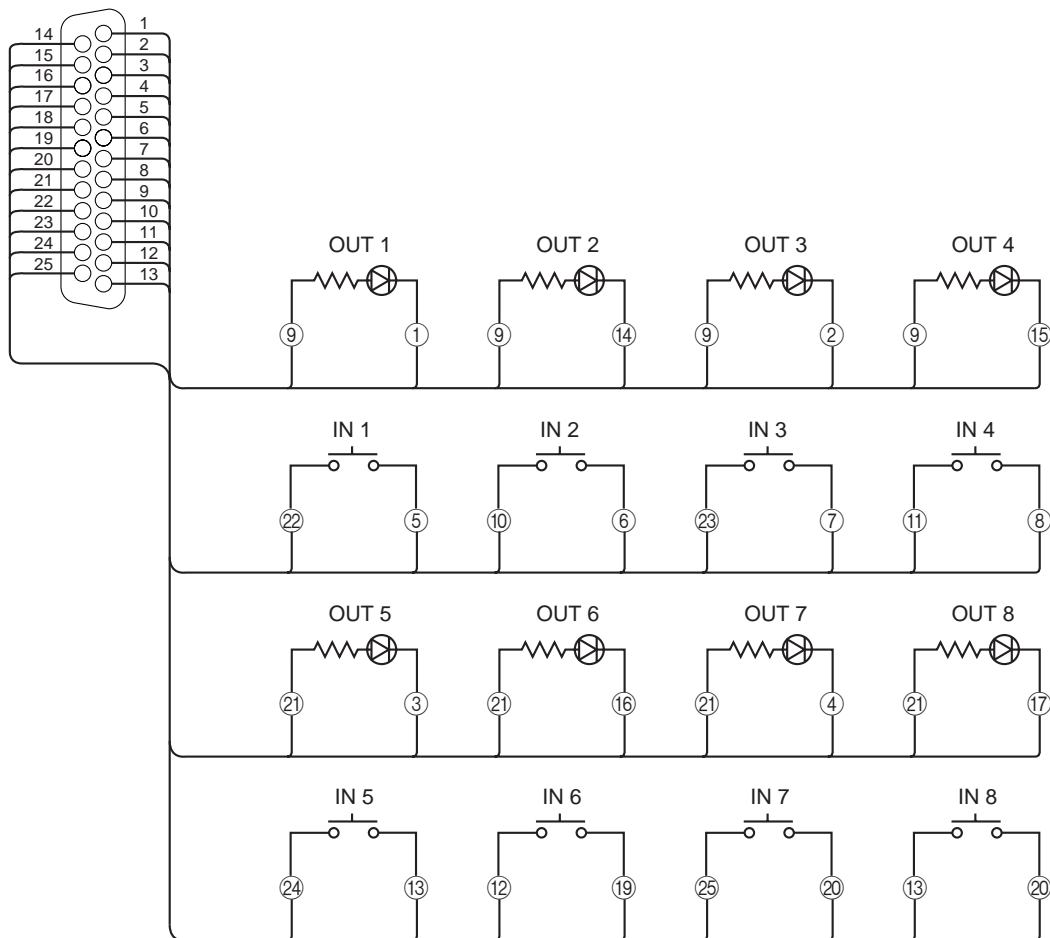 14 1
15 2
16 3
17 4
18 5
19 6
20 7
21 8
22 9
23 10
24 11
25 12
13
OUT 1 OUT 2 OUT 3 OUT 4
9 1 9 14 9 2 9 15
IN 1 IN 2 IN 3 IN 4
22 5 10 6 23 7 11 8
OUT 5 OUT 6 OUT 7 OUT 8
21 3 21 16 21 4 21 17
IN 5 IN 6 IN 7 IN 8
24 13 12 19 25 20 13 20